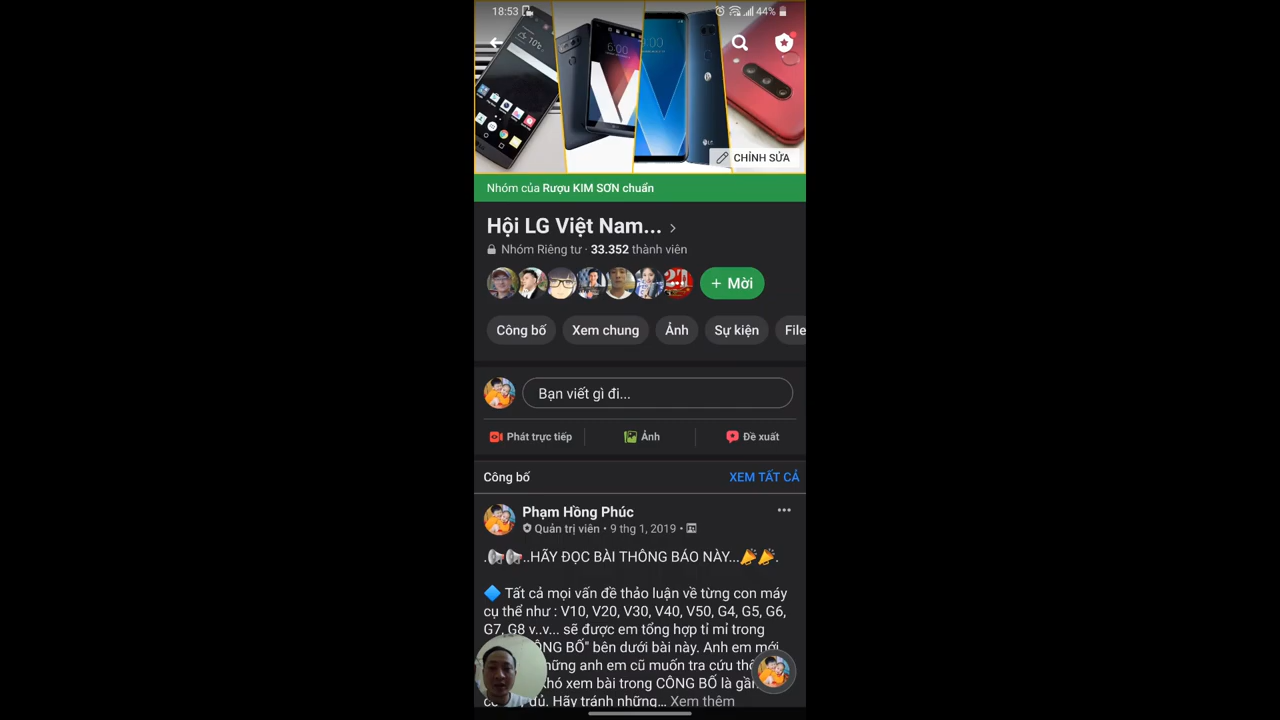 18:53
44%
CHỈNH SỬA
Nhóm của Rượu KIM SƠN chuẩn
Hội LG Việt Nam... >
Nhóm Riêng tư · 33.352 thành viên
+ Mời
Công bố
Xem chung
Ảnh
Sự kiện
File
Bạn viết gì đi...
Phát trực tiếp
Ảnh
Đề xuất
Công bố
XEM TẤT CẢ
Phạm Hồng Phúc
Quản trị viên • 9 thg 1, 2019 •
.📢📢..HÃY ĐỌC BÀI THÔNG BÁO NÀY...🎉🎉.
🔷 Tất cả mọi vấn đề thảo luận về từng con máy
cụ thể như : V10, V20, V30, V40, V50, G4, G5, G6,
G7, G8 v..v... sẽ được em tổng hợp tỉ mỉ trong
BỐ" bên dưới bài này. Anh em mới
những anh em cũ muốn tra cứu
xem bài trong CÔNG BỐ là
đủ. Hãy tránh những... Xem thêm